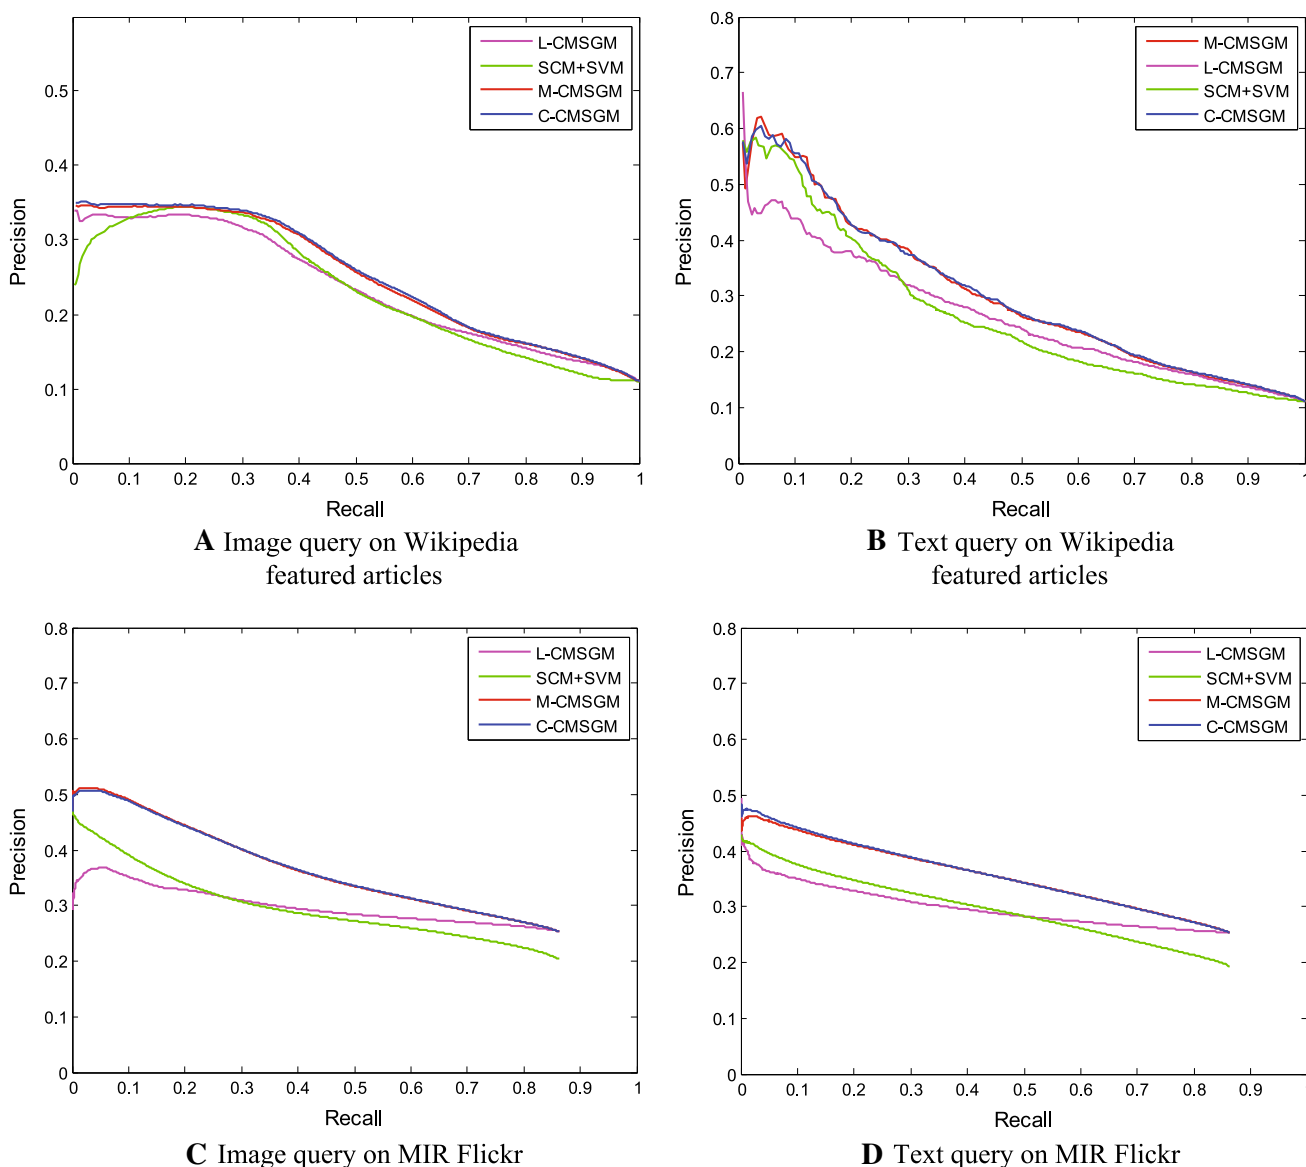 L-CMSGM
SCM+SVM
M-CMSGM
C-CMSGM
0.5
0.4
0.3
0.2
0.1
0
Precision
0 0.1 0.2 0.3 0.4 0.5 0.6 0.7 0.8 0.9 1
Recall
A Image query on Wikipedia
featured articles
M-CMSGM
L-CMSGM
SCM+SVM
C-CMSGM
0.8
0.7
0.6
0.5
0.4
0.3
0.2
0.1
0
Precision
0 0.1 0.2 0.3 0.4 0.5 0.6 0.7 0.8 0.9 1
Recall
B Text query on Wikipedia
featured articles
L-CMSGM
SCM+SVM
M-CMSGM
C-CMSGM
0.8
0.7
0.6
0.5
0.4
0.3
0.2
0.1
0
Precision
0 0.1 0.2 0.3 0.4 0.5 0.6 0.7 0.8 0.9 1
Recall
C Image query on MIR Flickr
L-CMSGM
SCM+SVM
M-CMSGM
C-CMSGM
0.8
0.7
0.6
0.5
0.4
0.3
0.2
0.1
0
Precision
0 0.1 0.2 0.3 0.4 0.5 0.6 0.7 0.8 0.9
Recall
D Text query on MIR Flickr